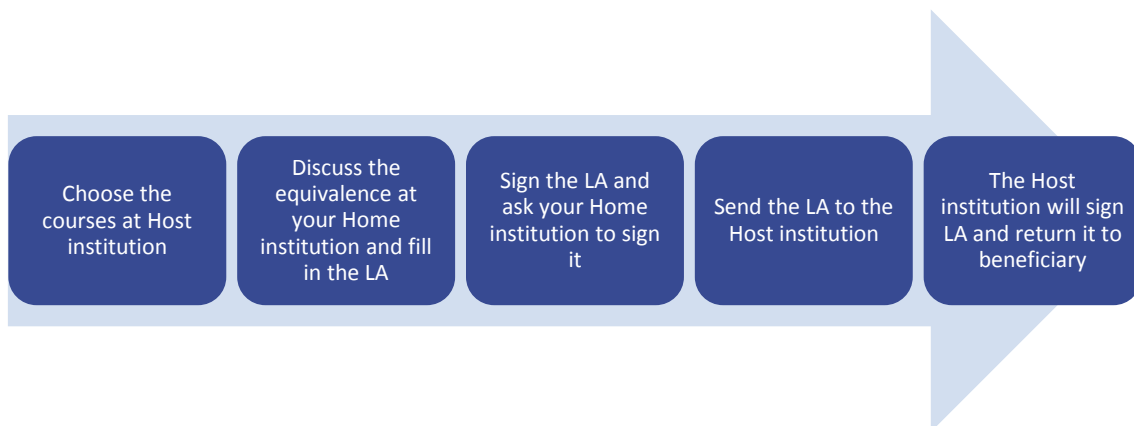 Choose the
courses at Host
institution
Discuss the
equivalence at
your Home
institution and fill
in the LA
Sign the LA and
ask your Home
institution to sign
it
Send the LA to the
Host institution
The Host
institution will sign
LA and return it to
beneficiary